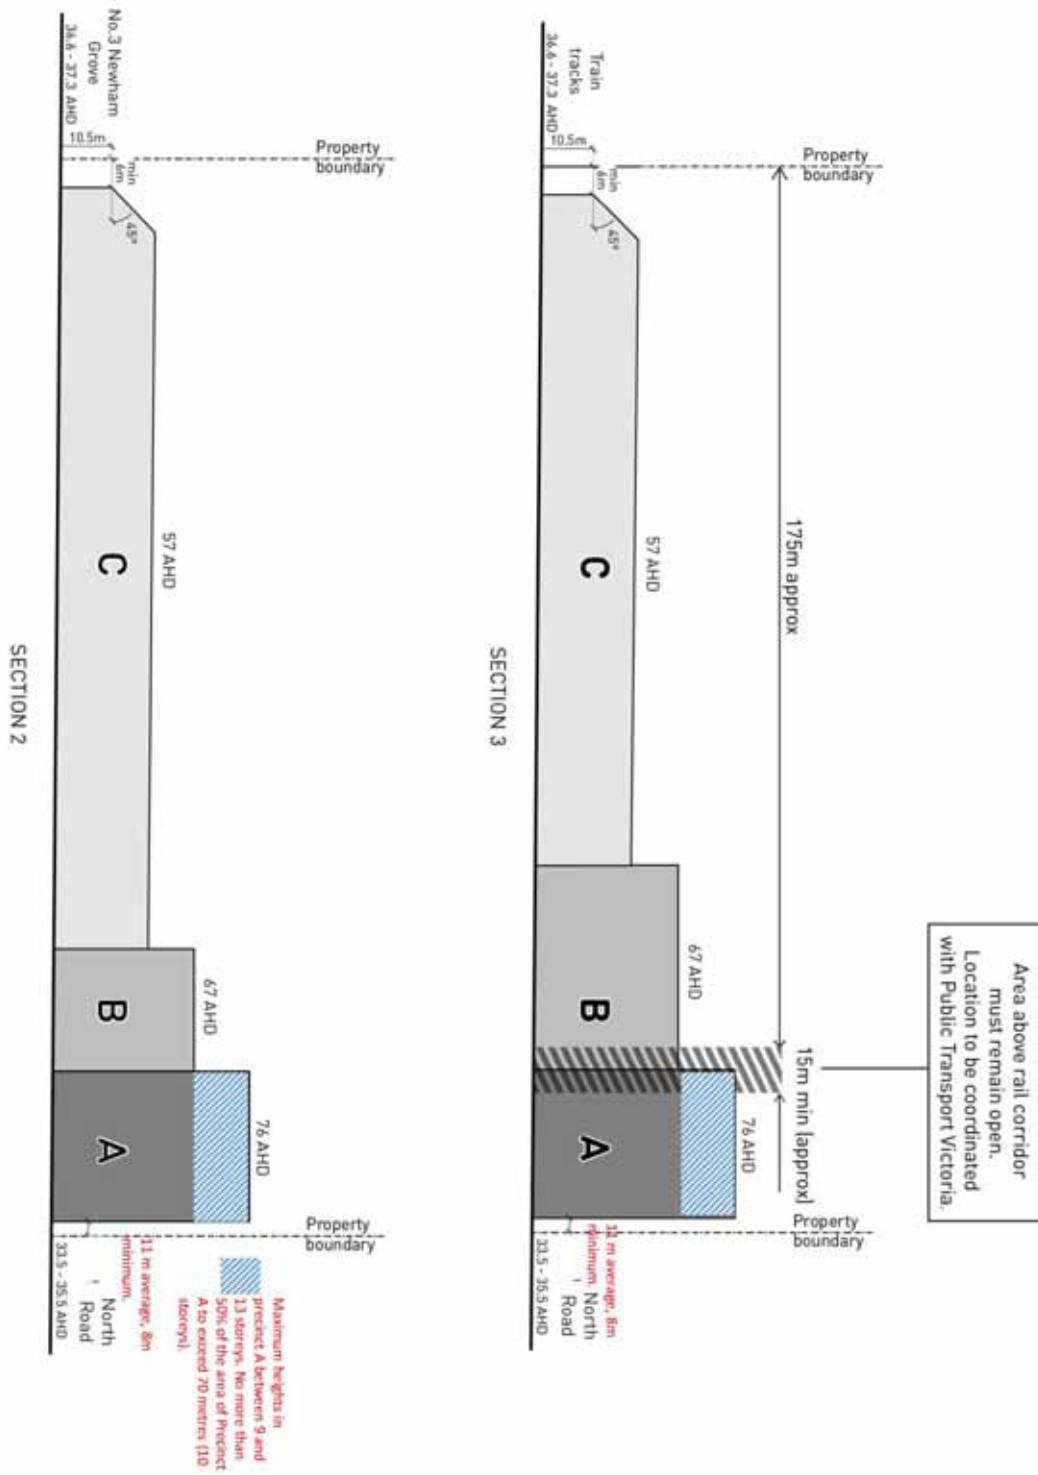 Area above rail corridor
must remain open.
Location to be coordinated
with Public Transport Victoria.
175m approx
15m min (approx)
Property
boundary
Train
tracks
36.6 - 37.3 AHD
10.5m
min
6m
45°
57 AHD
C
67 AHD
B
76 AHD
A
Property
boundary
11 m average, 8m
minimum.
North
Road
33.5 - 35.5 AHD
SECTION 3
Property
boundary
No.3 Newham
Grove
36.6 - 37.3 AHD
10.5m
min
6m
45°
57 AHD
C
67 AHD
B
76 AHD
A
Property
boundary
11 m average, 8m
minimum.
North
Road
33.5 - 35.5 AHD
Maximum heights in
precinct A between 9 and
13 storeys. No more than
50% of the area of Precinct
A to exceed 70 metres (10
storeys).
SECTION 2